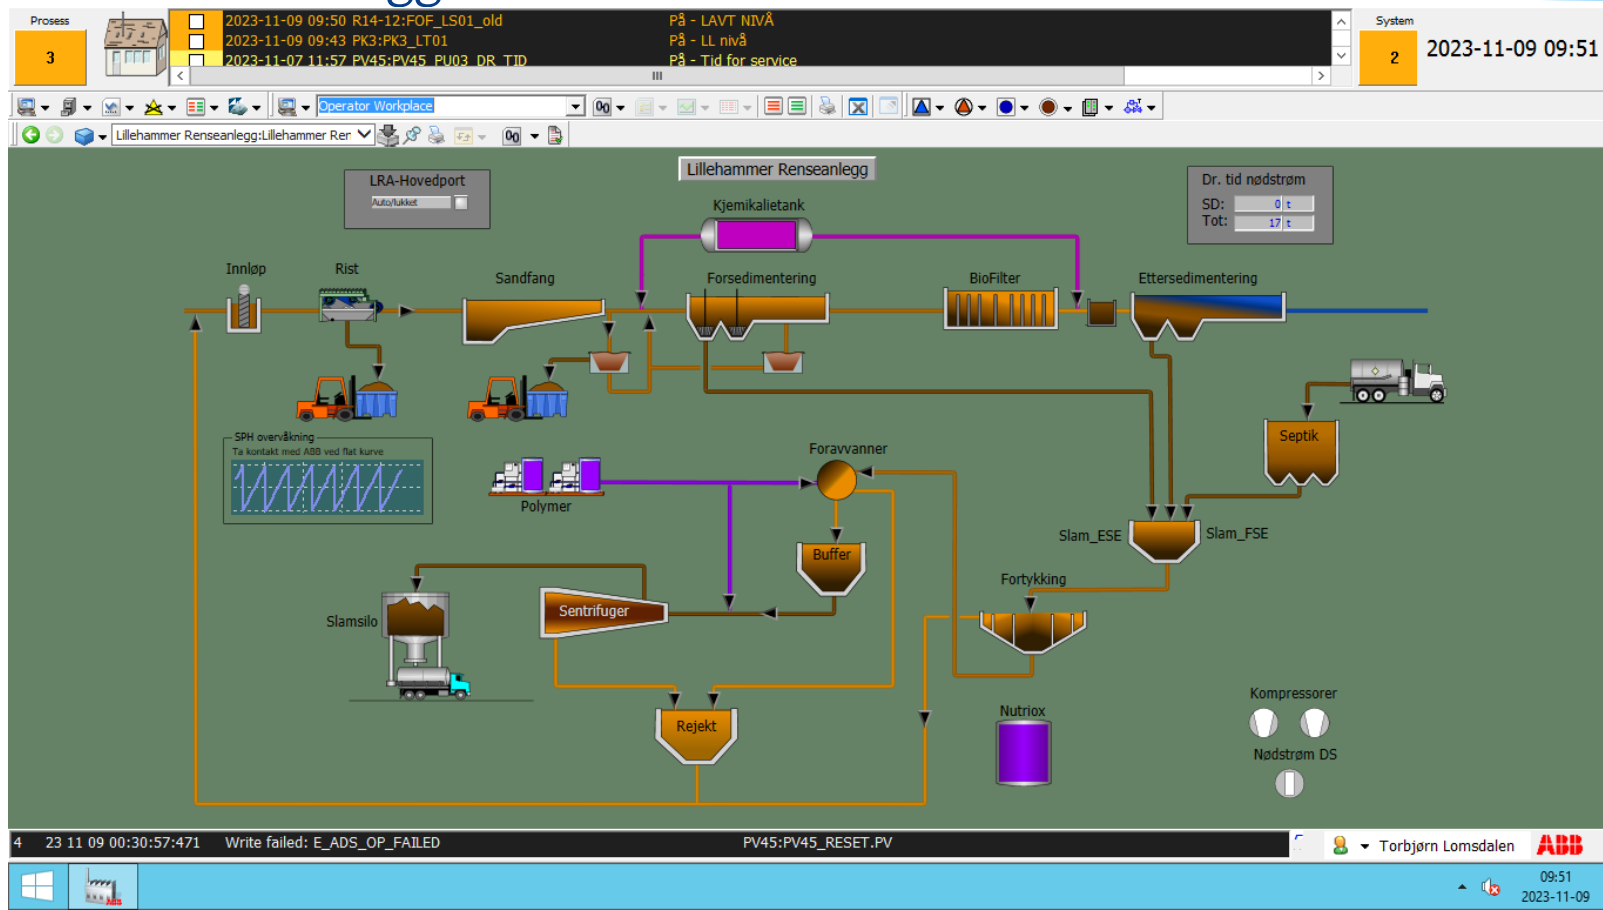 gg
Prosess
3
2023-11-09 09:50 R14-12:FOF_LS01_old På - LAVT NIVÅ
2023-11-09 09:43 PK3:PK3_LT01 På - LL nivå
2023-11-07 11:57 PV45:PV45_PU03_DR_TID På - Tid for service
System
2
2023-11-09 09:51
Operator Workplace
Lillehammer Renseanlegg:Lillehammer Ren
LRA-Hovedport
Auto/lukket
Lillehammer Renseanlegg
Dr. tid nødstrøm
SD: 0 t
Tot: 17 t
Kjemikalietank
Innløp
Rist
Sandfang
Forsedimentering
BioFilter
Ettersedimentering
SPH overvåkning
Ta kontakt med ABB ved flat kurve
Septik
Foravvanner
Polymer
Buffer
Slam_ESE
Slam_FSE
Fortykking
Sentrifuger
Slamsilo
Rejekt
Nutriox
Kompressorer
Nødstrøm DS
4 23 11 09 00:30:57:471 Write failed: E_ADS_OP_FAILED PV45:PV45_RESET.PV
Torbjørn Lomsdalen
ABB
ABB
09:51
2023-11-09